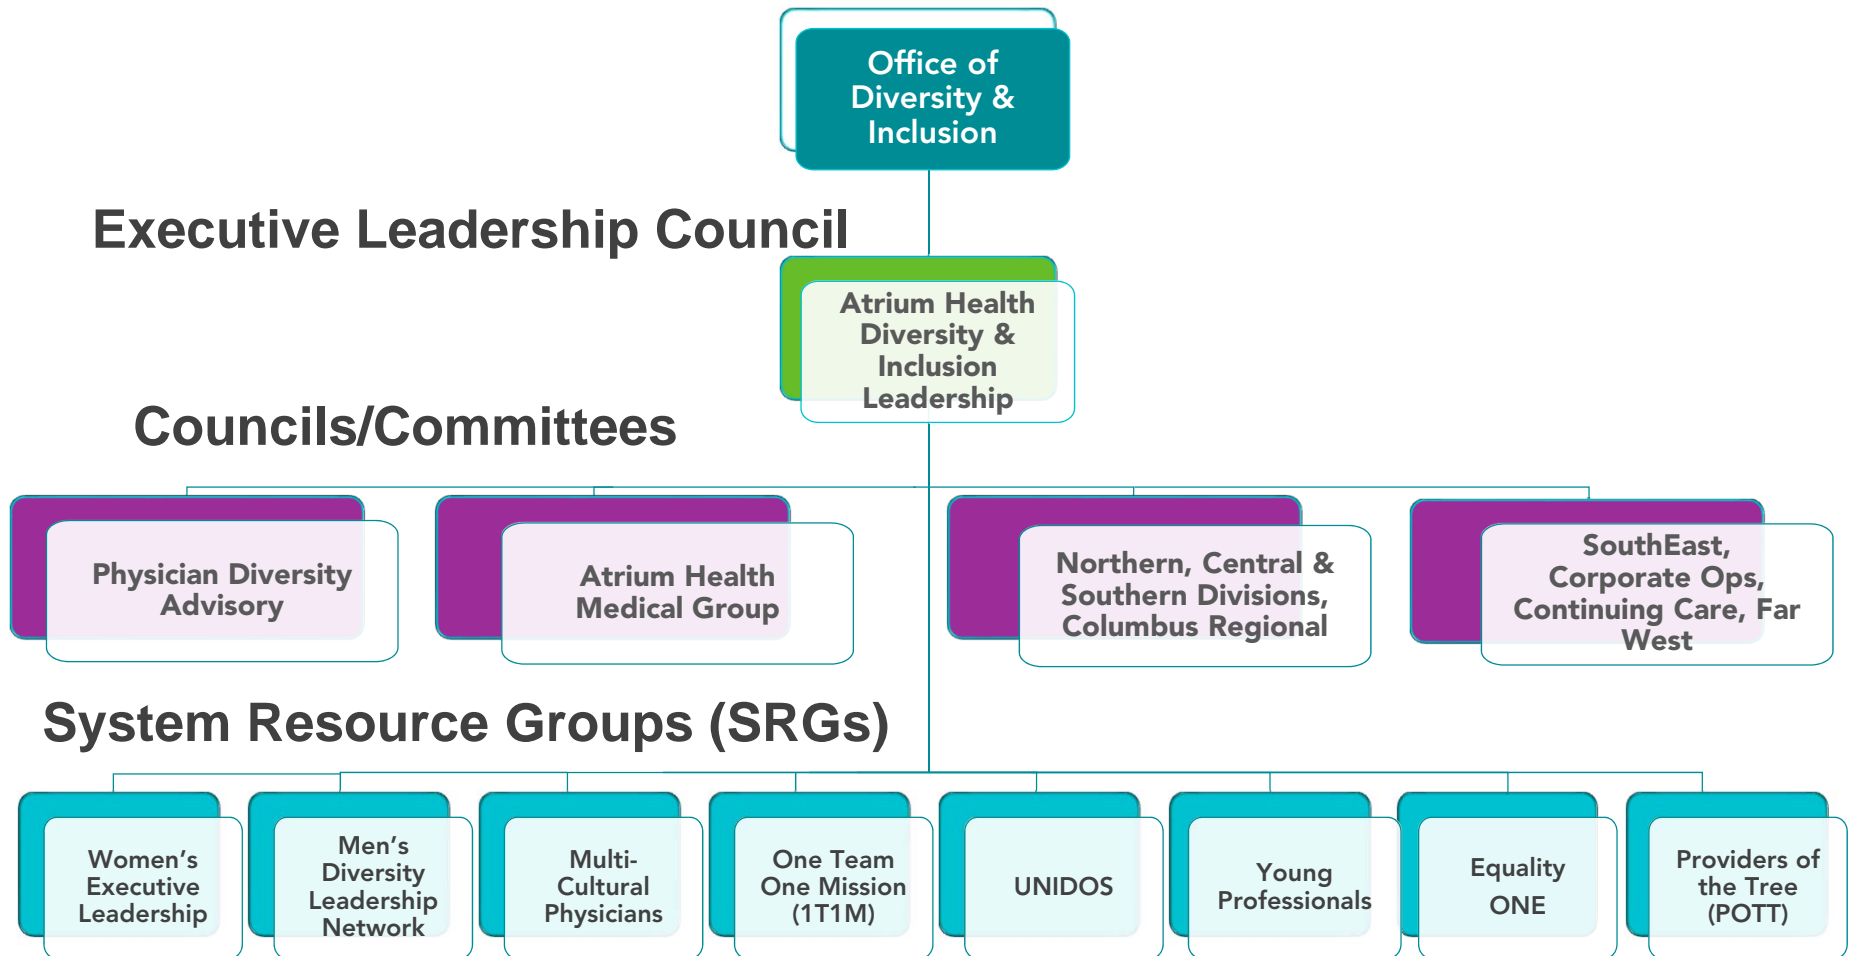 Office of
Diversity &
Inclusion
Executive Leadership Council
Atrium Health
Diversity &
Inclusion
Leadership
Councils/Committees
Physician Diversity
Advisory
Atrium Health
Medical Group
Northern, Central &
Southern Divisions,
Columbus Regional
SouthEast,
Corporate Ops,
Continuing Care, Far
West
System Resource Groups (SRGs)
Women’s
Executive
Leadership
Men’s
Diversity
Leadership
Network
Multi-
Cultural
Physicians
One Team
One Mission
(1T1M)
UNIDOS
Young
Professionals
Equality
ONE
Providers of
the Tree
(POTT)